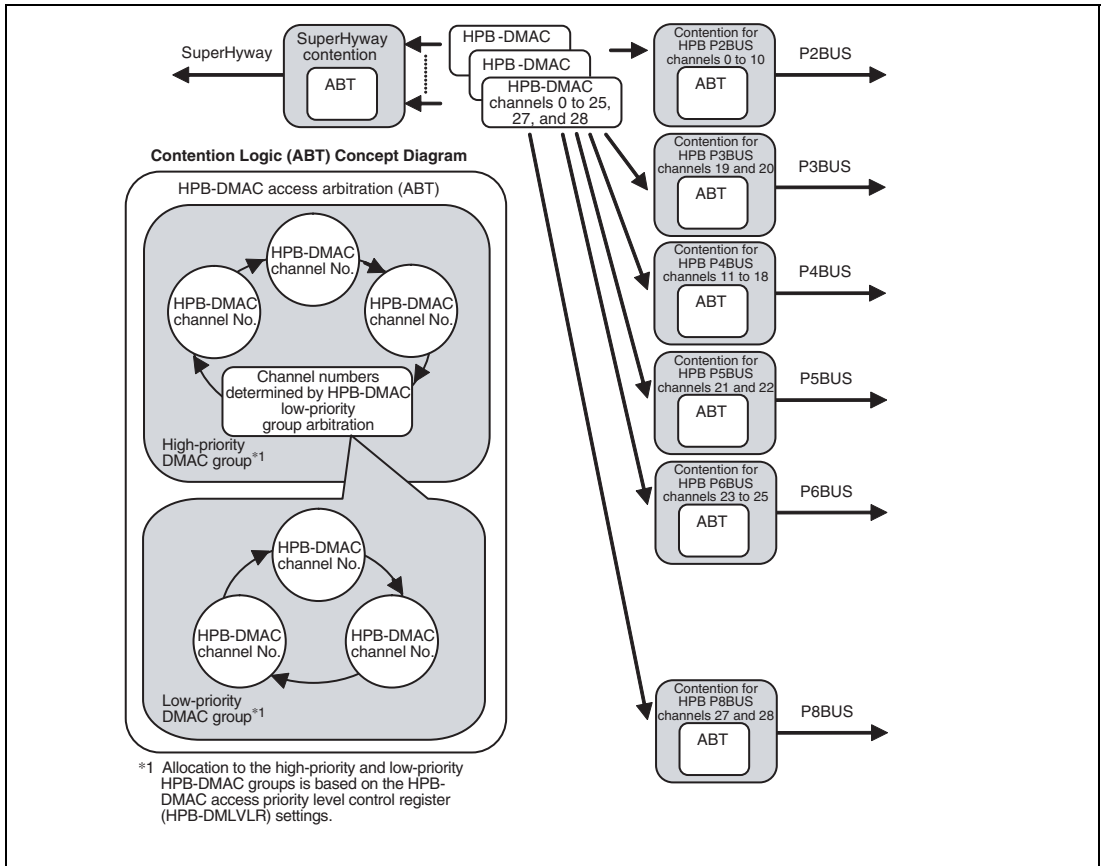 SuperHyway
SuperHyway
contention
ABT
HPB -DMAC
HPB -DMAC
HPB-DMAC
channels 0 to 25,
27, and 28
Contention for
HPB P2BUS
channels 0 to 10
ABT
P2BUS
Contention for
HPB P3BUS
channels 19 and 20
ABT
P3BUS
Contention for
HPB P4BUS
channels 11 to 18
ABT
P4BUS
Contention for
HPB P5BUS
channels 21 and 22
ABT
P5BUS
Contention for
HPB P6BUS
channels 23 to 25
ABT
P6BUS
Contention for
HPB P8BUS
channels 27 and 28
ABT
P8BUS
Contention Logic (ABT) Concept Diagram
HPB-DMAC access arbitration (ABT)
HPB-DMAC
channel No.
HPB-DMAC
channel No.
HPB-DMAC
channel No.
Channel numbers
determined by HPB-DMAC
low-priority
group arbitration
High-priority
DMAC group*1
HPB-DMAC
channel No.
HPB-DMAC
channel No.
HPB-DMAC
channel No.
Low-priority
DMAC group*1
*1 Allocation to the high-priority and low-priority
HPB-DMAC groups is based on the HPB-
DMAC access priority level control register
(HPB-DMLVLR) settings.